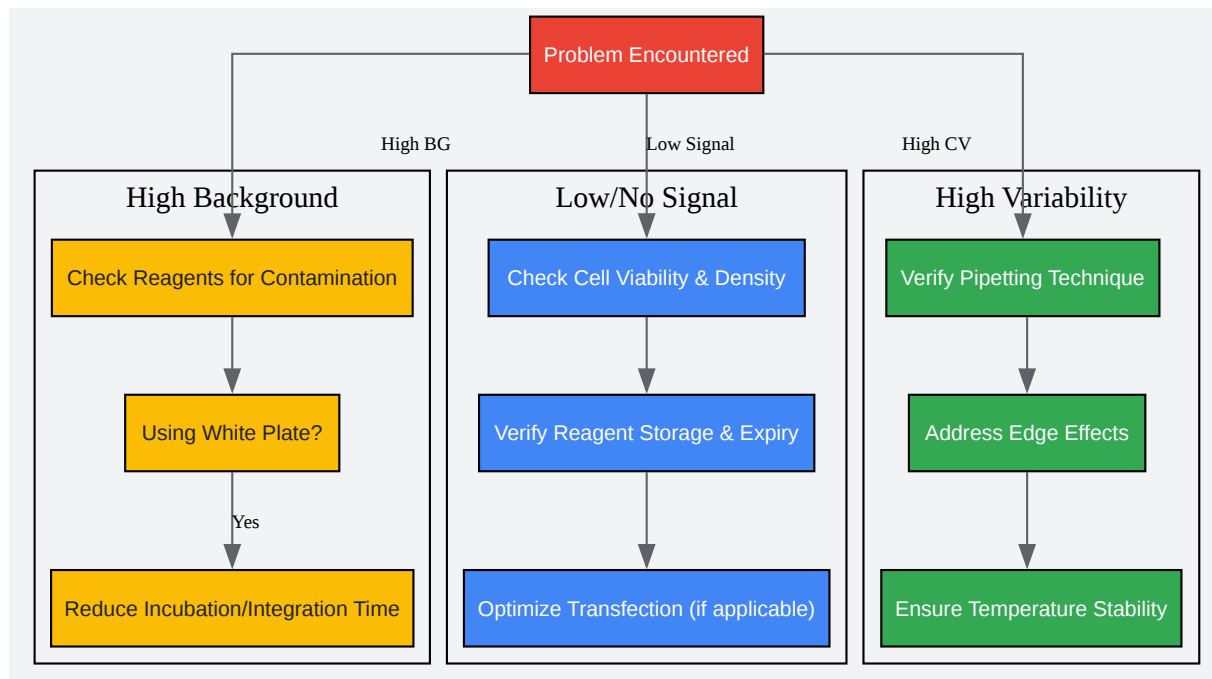 Problem Encountered
High BG
Low Signal
High CV
High Background
Check Reagents for Contamination
Using White Plate?
Yes
Reduce Incubation/Integration Time
Low/No Signal
Check Cell Viability & Density
Verify Reagent Storage & Expiry
Optimize Transfection (if applicable)
High Variability
Verify Pipetting Technique
Address Edge Effects
Ensure Temperature Stability